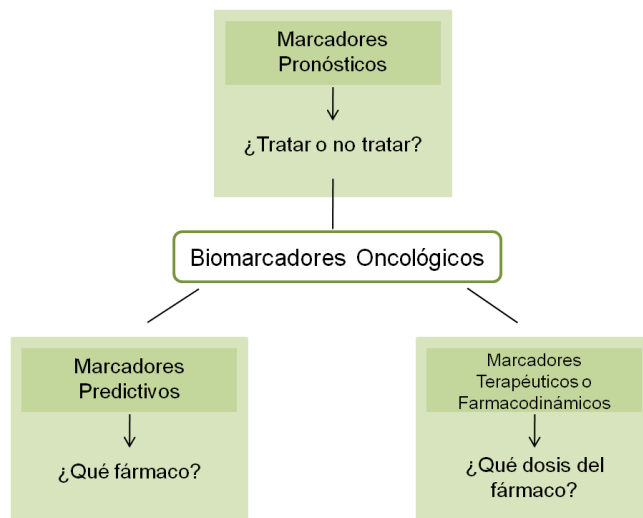 Marcadores
Pronósticos
¿Tratar o no tratar?
Biomarcadores Oncológicos
Marcadores
Predictivos
¿Qué fármaco?
Marcadores
Terapéuticos o
Farmacodinámicos
¿Qué dosis del
fármaco?